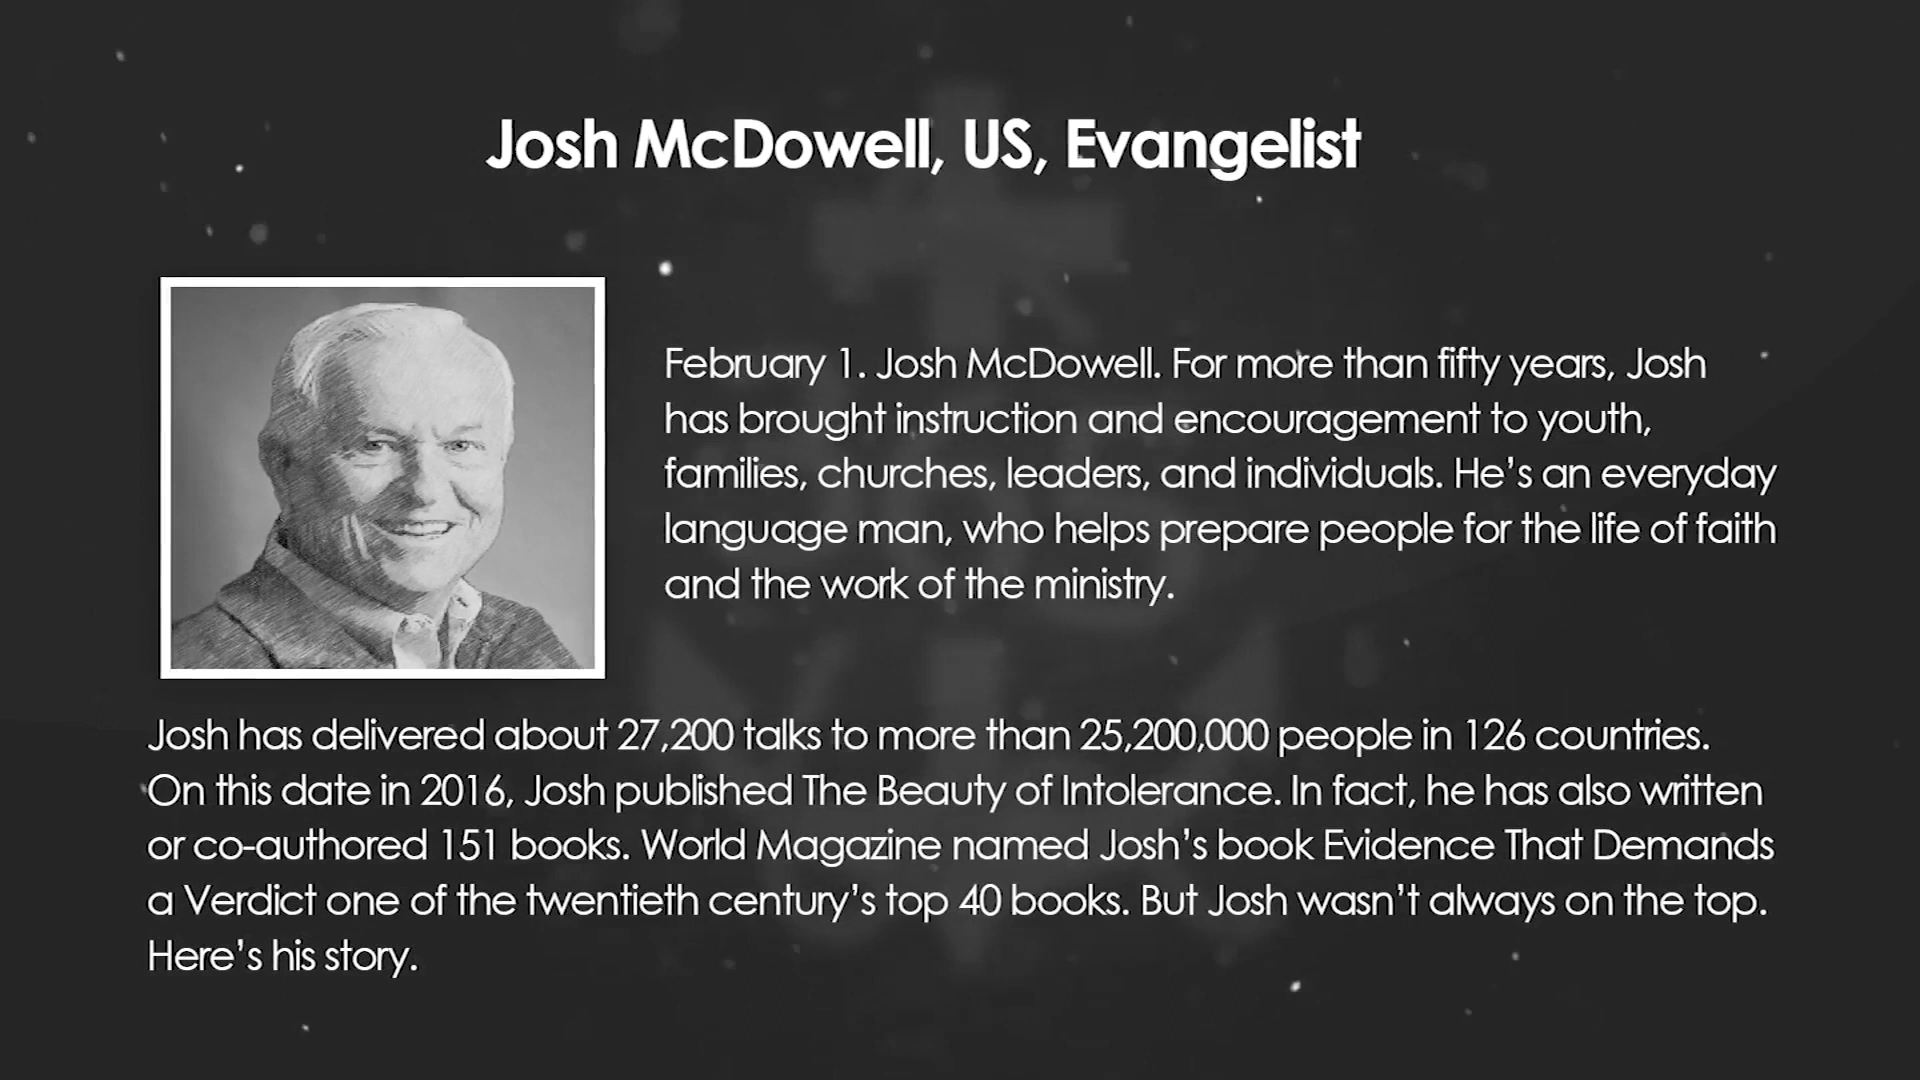 Josh McDowell, US, Evangelist
February 1. Josh McDowell. For more than fifty years, Josh
has brought instruction and encouragement to youth,
families, churches, leaders, and individuals. He's an everyday
language man, who helps prepare people for the life of faith
and the work of the ministry.
Josh has delivered about 27,200 talks to more than 25,200,000 people in 126 countries.
On this date in 2016, Josh published The Beauty of Intolerance. In fact, he has also written
or co-authored 151 books. World Magazine named Josh's book Evidence That Demands
a Verdict one of the twentieth century's top 40 books. But Josh wasn't always on the top.
Here's his story.